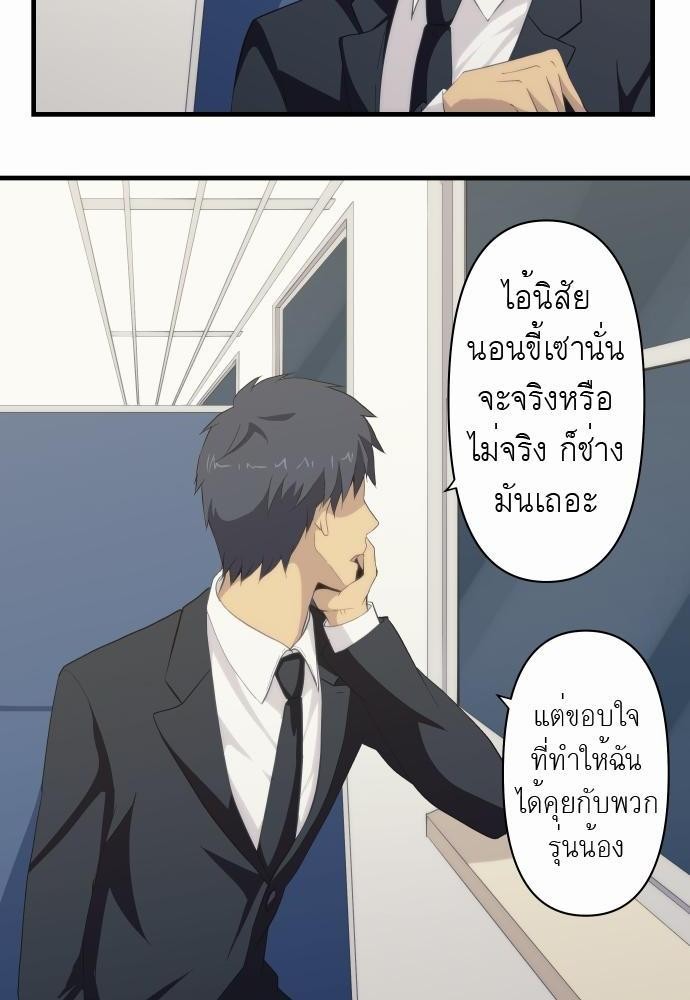 ไอ้นิสัย
นอนขี้เซานั่น
จะจริงหรือ
ไม่จริง ก็ช่าง
มันเถอะ
แต่ขอบใจ
ที่ทำให้ฉัน
ได้คุยกับพวก
รุ่นน้อง